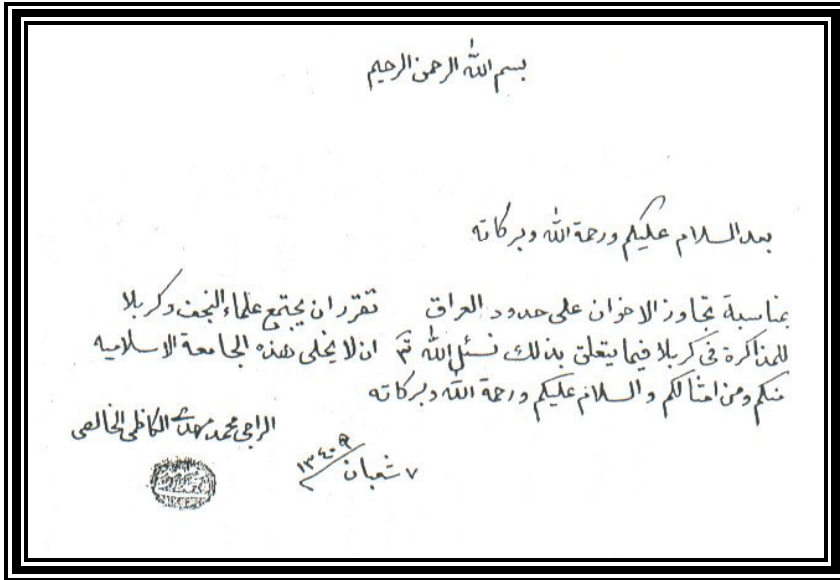 بسم الله الرحمن الرحيم
بعد السلام عليكم ورحمة الله وبركاته
بمناسبة تجاوز الاخوان على حدود العراق تقرر ان يجتمع علماء النجف وكربلا
للمذاكرة في كربلا فيما يتعلق بذلك نسئل الله تع ان لا يخلى هذه الجامعة الاسلاميه
منكم ومن امثالكم والسلام عليكم ورحمة الله وبركاته
الراجي محمد مهدي الكاظمي الخالصي
٧ شعبان ١٣٤٠